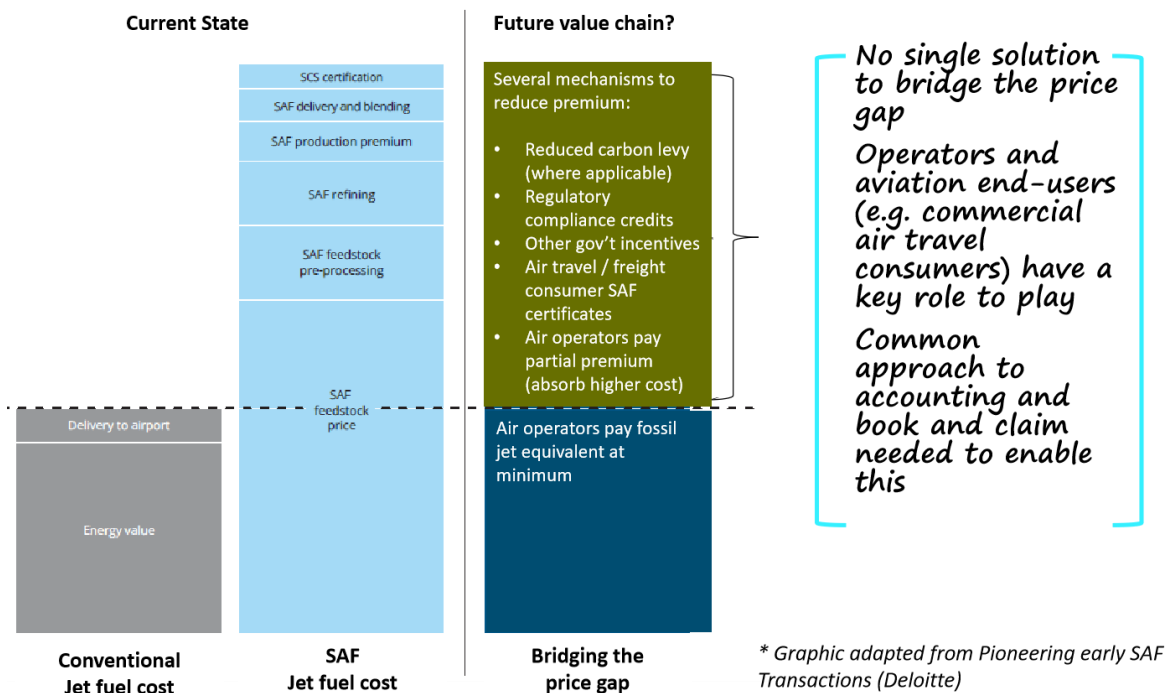 Current State
Future value chain?
SCS certification
SAF delivery and blending
SAF production premium
SAF refining
SAF feedstock
pre-processing
SAF
feedstock
price
Delivery to airport
Energy value
Several mechanisms to
reduce premium:
• Reduced carbon levy
(where applicable)
• Regulatory
compliance credits
• Other gov't incentives
• Air travel / freight
consumer SAF
certificates
• Air operators pay
partial premium
(absorb higher cost)
Air operators pay fossil
jet equivalent at
minimum
Conventional
Jet fuel cost
SAF
Jet fuel cost
Bridging the
price gap
No single solution
to bridge the price
gap
Operators and
aviation end-users
(e.g. commercial
air travel
consumers) have a
key role to play
Common
approach to
accounting and
book and claim
needed to enable
this
* Graphic adapted from Pioneering early SAF
Transactions (Deloitte)